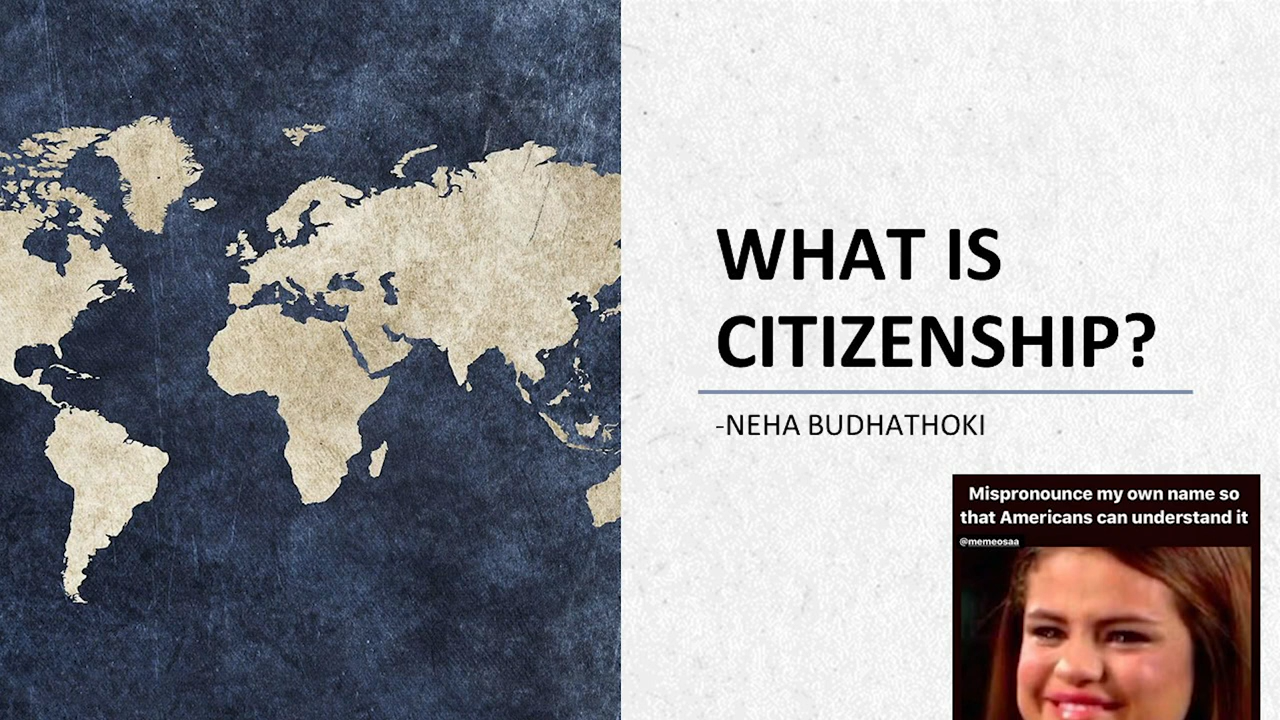 WHAT IS
CITIZENSHIP?
-NEHA BUDHATHOKI
Mispronounce my own name so
that Americans can understand it
@memeosaa